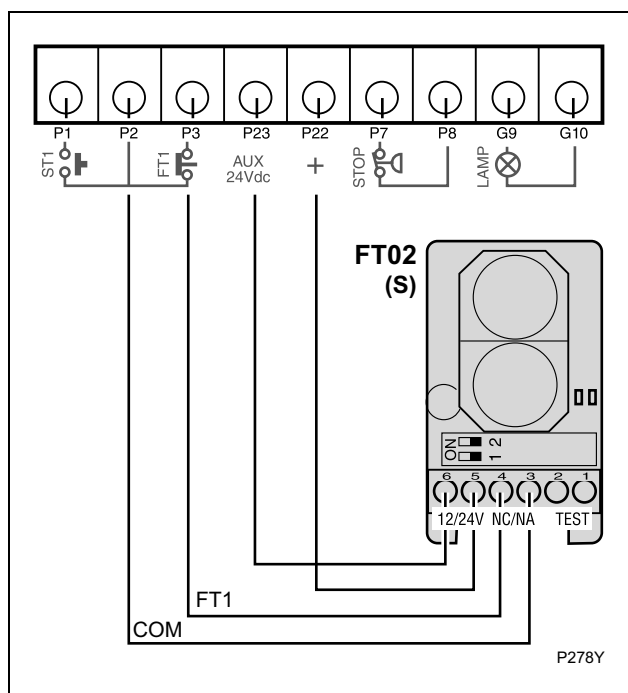 P1 P2 P3 P23 P22 P7 P8 G9 G10
ST1
FT1
AUX
24Vdc
+
STOP
LAMP
FT02
(S)
ON
2
1
6 5 4 3 2 1
12/24V NC/NA TEST
FT1
COM
P278Y